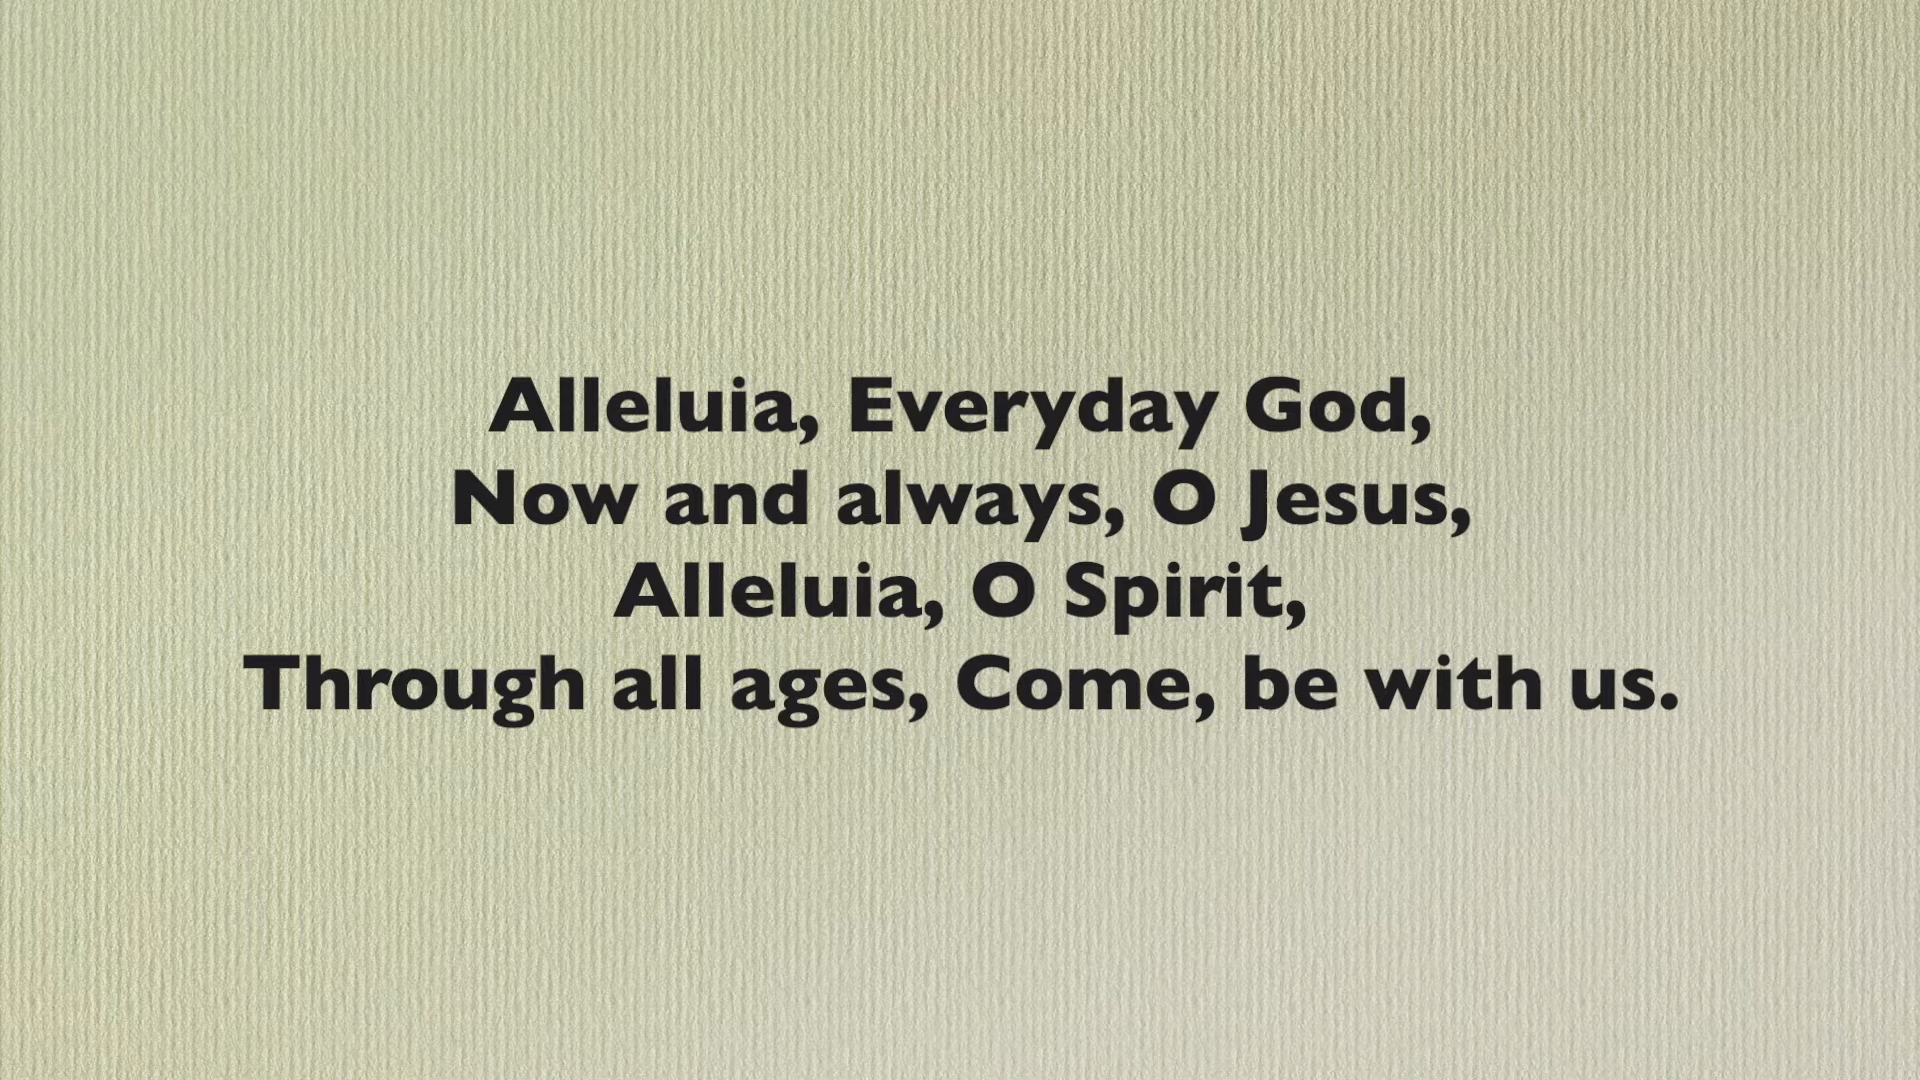 Alleluia, Everyday God,
Now and always, O Jesus,
Alleluia, O Spirit,
Through all ages, Come, be with us.